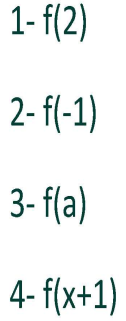 1- f(2)
2- f(-1)
3- f(a)
4- f(x+1)